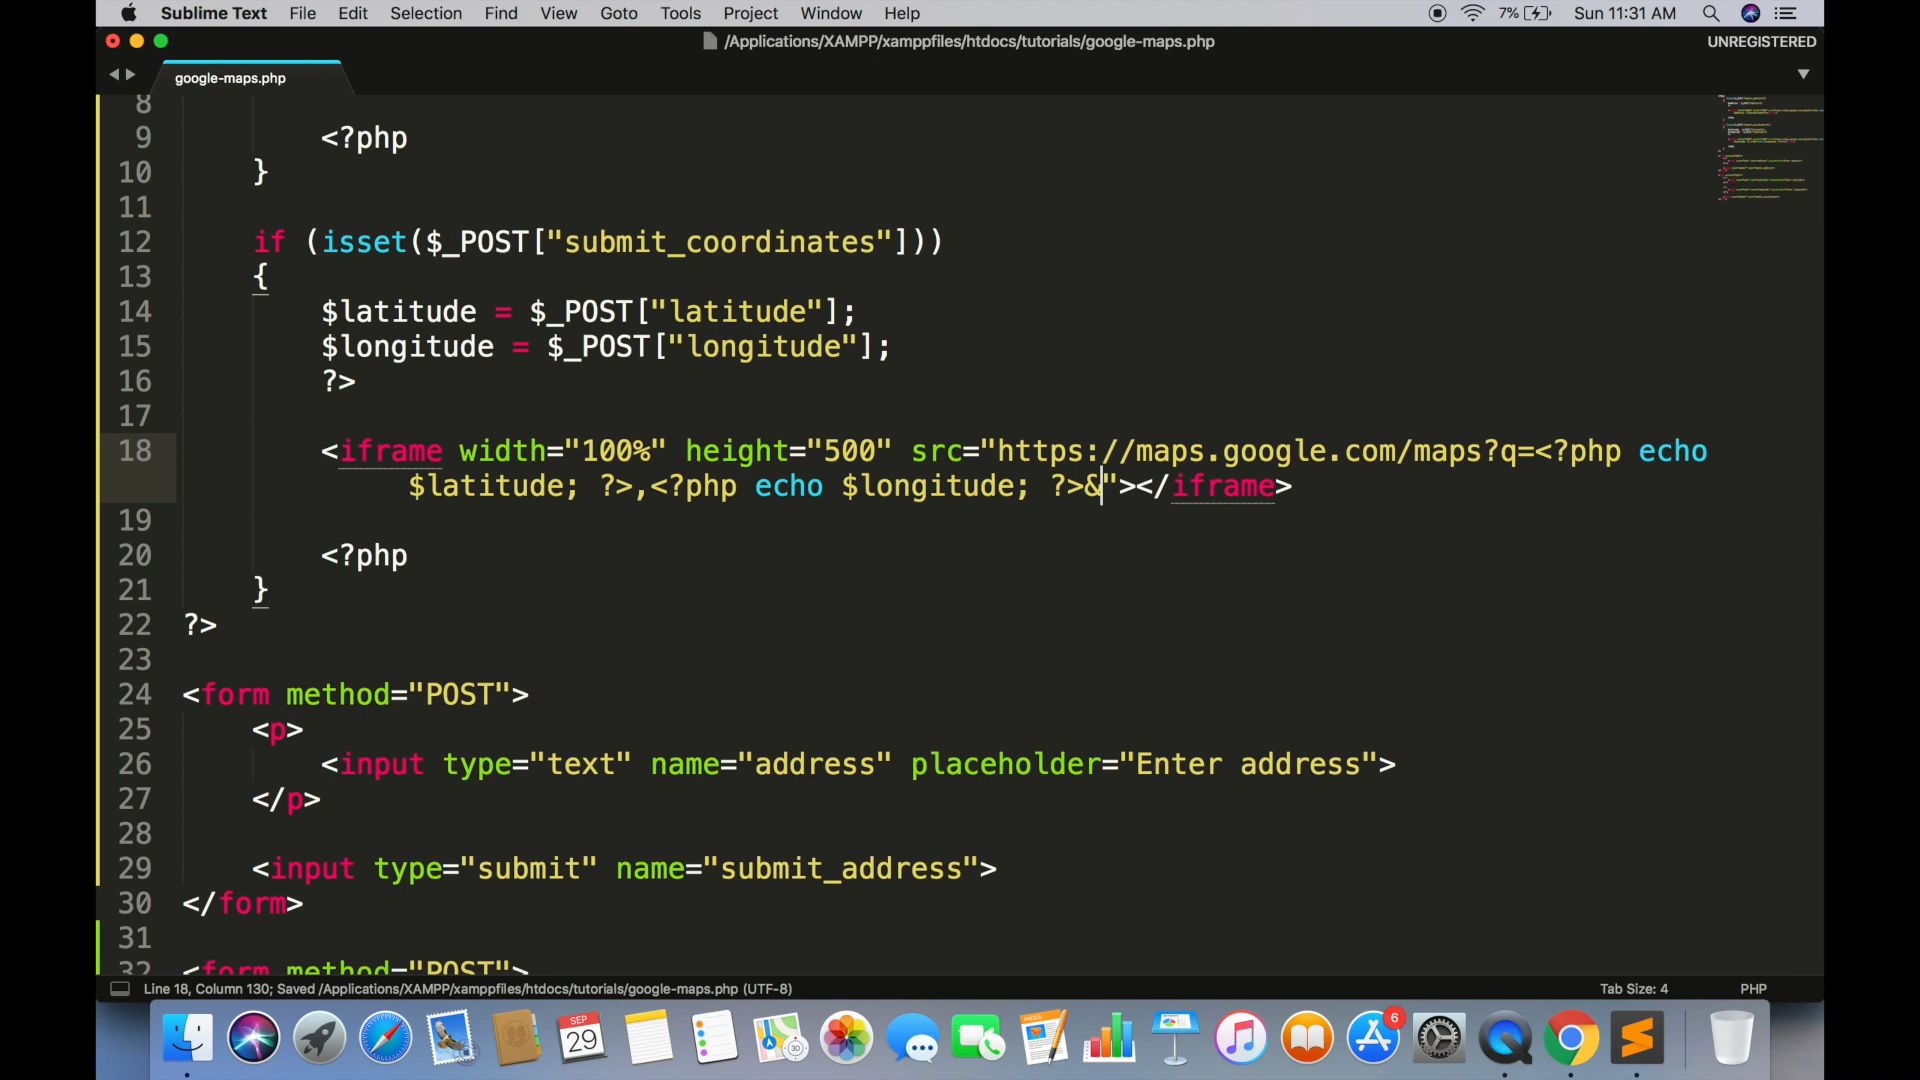 Sublime Text File Edit Selection Find View Goto Tools Project Window Help 7% Sun 11:31 AM
/Applications/XAMPP/xamppfiles/htdocs/tutorials/google-maps.php UNREGISTERED
google-maps.php
8
9 <?php
10 }
11
12 if (isset($_POST["submit_coordinates"]))
13 {
14 $latitude = $_POST["latitude"];
15 $longitude = $_POST["longitude"];
16 ?>
17
18 <iframe width="100%" height="500" src="https://maps.google.com/maps?q=<?php echo
$latitude; ?>,<?php echo $longitude; ?>&"></iframe>
19
20 <?php
21 }
22 ?>
23
24 <form method="POST">
25 <p>
26 <input type="text" name="address" placeholder="Enter address">
27 </p>
28
29 <input type="submit" name="submit_address">
30 </form>
31
32 <form method="POST">
Line 18, Column 130; Saved /Applications/XAMPP/xamppfiles/htdocs/tutorials/google-maps.php (UTF-8) Tab Size: 4 PHP
SEP
29
6